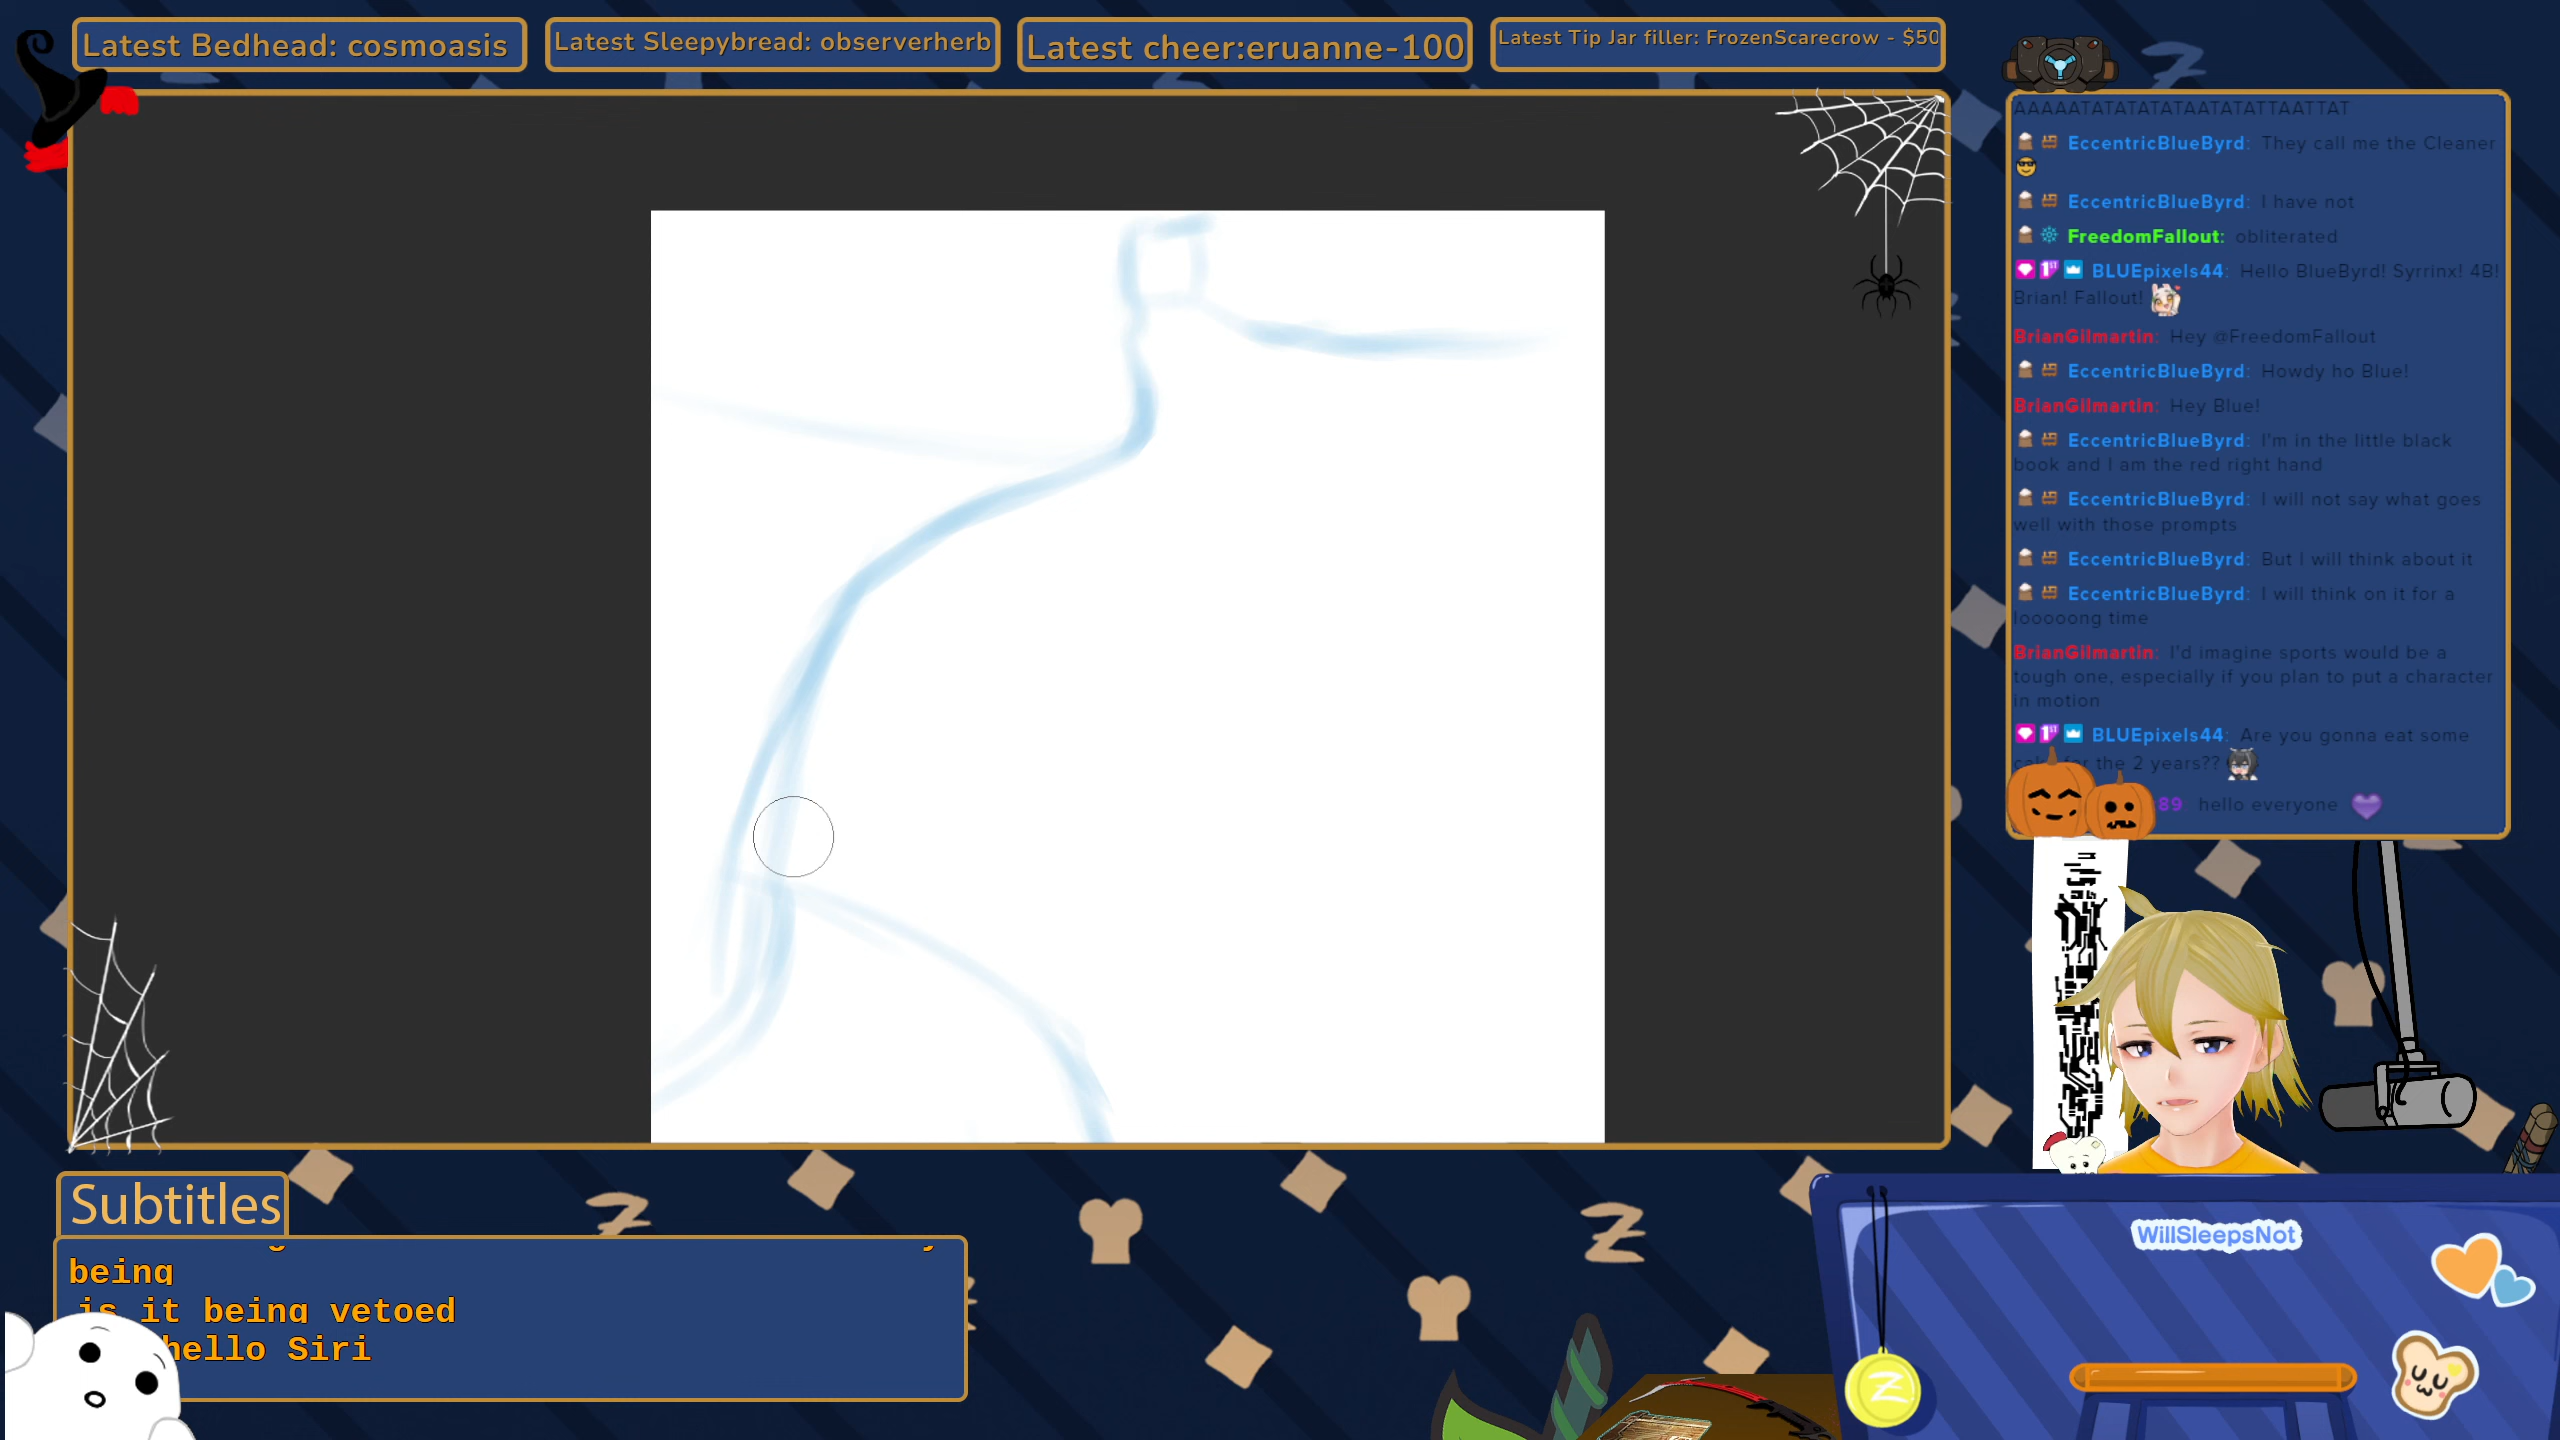 Latest Bedhead: cosmoasis
Latest Sleepybread: observerherb
Latest cheer:eruanne-100
Latest Tip Jar filler: FrozenScarecrow - $50
AAAAATATATATATAATATATTAATTAT
EccentricBlueByrd: They call me the Cleaner
😎
EccentricBlueByrd: I have not
FreedomFallout: obliterated
BLUEpixels44: Hello BlueByrd! Syrrinx! 4B!
Brian! Fallout!
BrianGilmartin: Hey @FreedomFallout
EccentricBlueByrd: Howdy ho Blue!
BrianGilmartin: Hey Blue!
EccentricBlueByrd: I'm in the little black
book and I am the red right hand
EccentricBlueByrd: I will not say what goes
well with those prompts
EccentricBlueByrd: But I will think about it
EccentricBlueByrd: I will think on it for a
looooong time
BrianGilmartin: I'd imagine sports would be a
tough one, especially if you plan to put a character
in motion
BLUEpixels44: Are you gonna eat some
for the 2 years??
89 hello everyone 💜
Subtitles
being
is it being vetoed
hello Siri
WillSleepsNot
Z